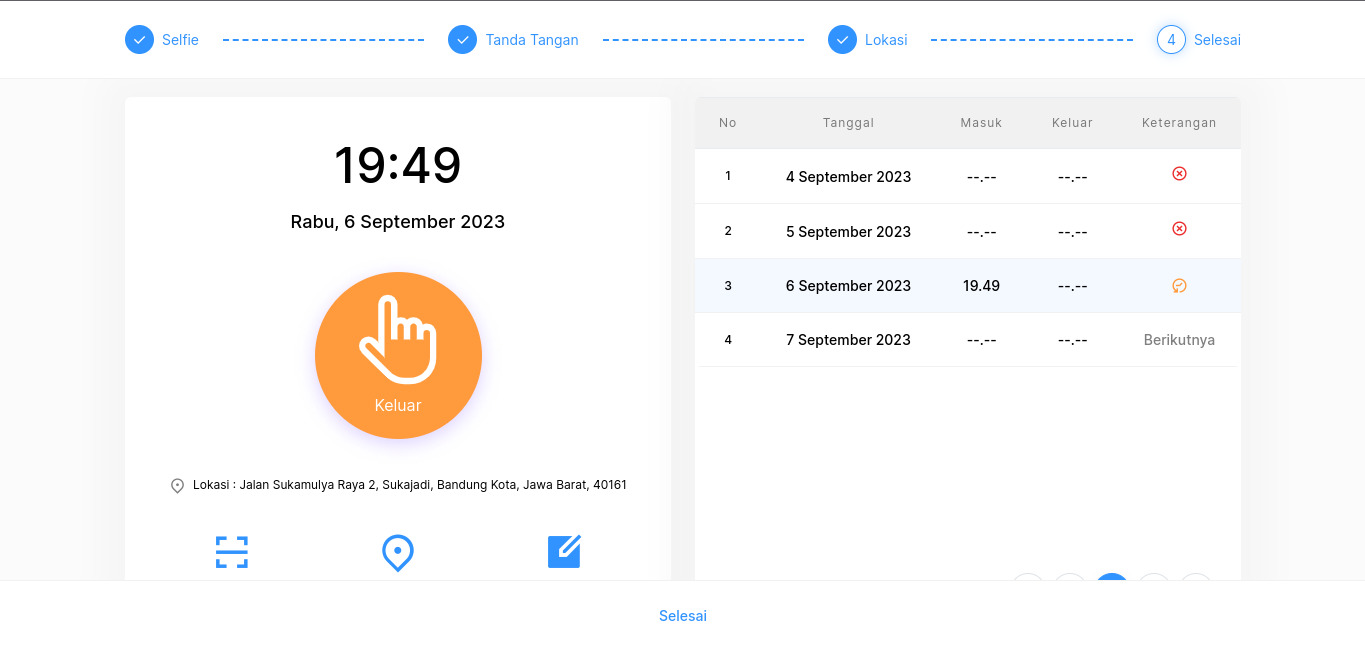 Selfie
Tanda Tangan
Lokasi
4 Selesai
19:49
Rabu, 6 September 2023
Keluar
Lokasi : Jalan Sukamulya Raya 2, Sukajadi, Bandung Kota, Jawa Barat, 40161
No Tanggal Masuk Keluar Keterangan
1 4 September 2023 --.-- --.--
2 5 September 2023 --.-- --.--
3 6 September 2023 19.49 --.--
4 7 September 2023 --.-- --.-- Berikutnya
Selesai